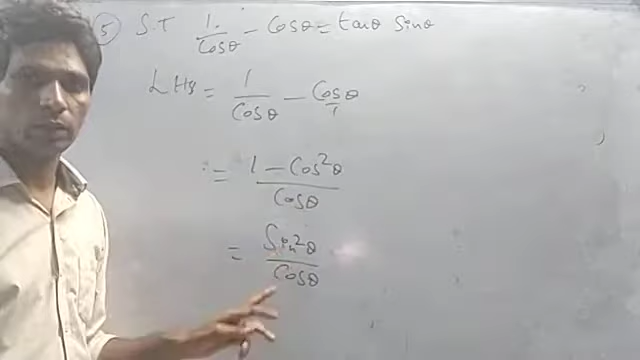 5) S.T 1/Cosθ - Cosθ = tanθ Sinθ
LHS = 1/Cosθ - Cosθ/1
= 1 - Cos²θ/Cosθ
= Sin²θ/Cosθ